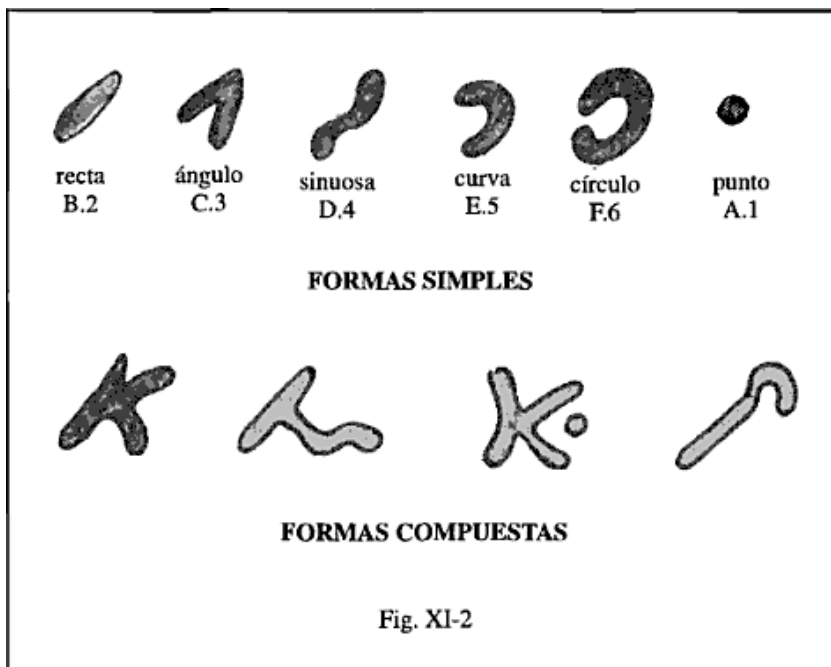 recta ángulo sinuosa curva círculo punto
B.2 C.3 D.4 E.5 F.6 A.1
FORMAS SIMPLES
FORMAS COMPUESTAS
Fig. XI-2